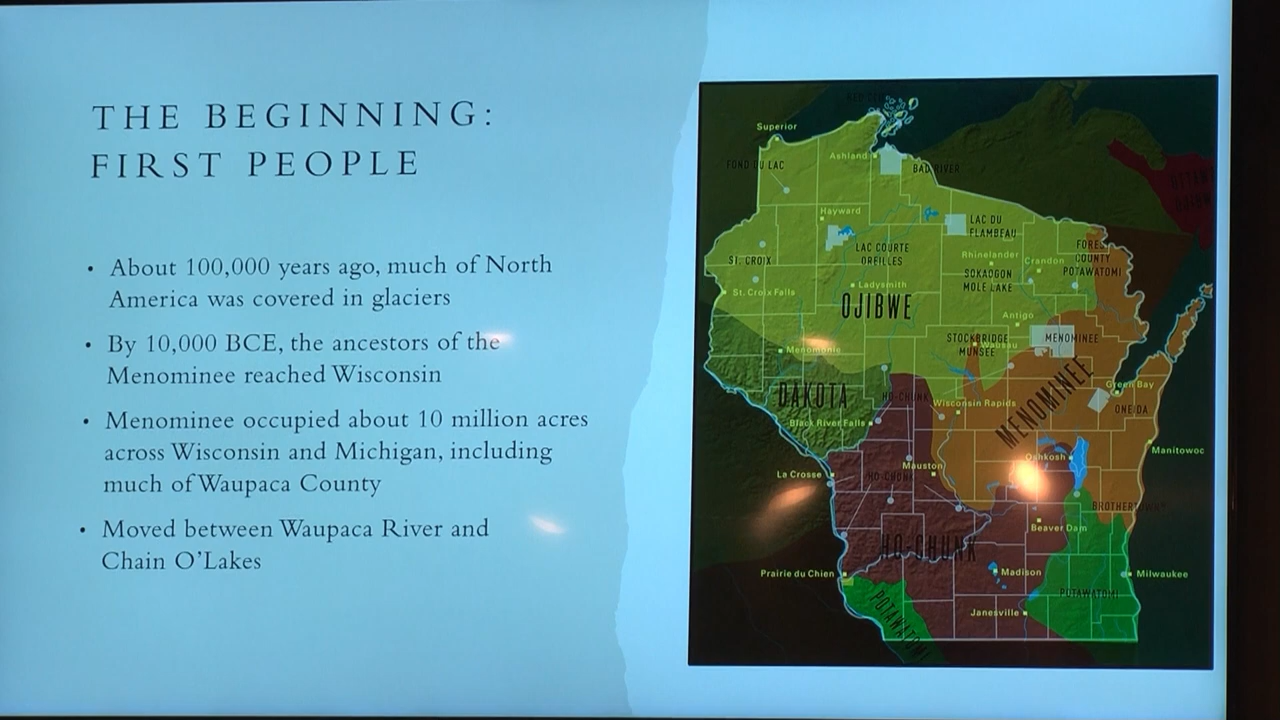 THE BEGINNING:
FIRST PEOPLE
• About 100,000 years ago, much of North
America was covered in glaciers
• By 10,000 BCE, the ancestors of the
Menominee reached Wisconsin
• Menominee occupied about 10 million acres
across Wisconsin and Michigan, including
much of Waupaca County
• Moved between Waupaca River and
Chain O'Lakes
Superior
FOND DU LAC
Ashland
BAD RIVER
Hayward
LAC DU
FLAMBEAU
LAC COURTE
OREILLES
ST. CROIX
Rhinelander
Crandon
FOREST
COUNTY
POTAWATOMI
SOKAOGON
MOLE LAKE
St. Croix Falls
Ladysmith
OJIBWE
Antigo
STOCKBRIDGE
MUNSEE
Wausau
MENOMINEE
Menomonie
DAKOTA
HO-CHUNK
Wisconsin Rapids
MENOMINEE
Green Bay
ONEIDA
Black River Falls
Manitowoc
La Crosse
Mauston
HO-CHUNK
Oshkosh
BROTHERTOWN
Beaver Dam
HO-CHUNK
Prairie du Chien
Madison
Milwaukee
POTAWATOMI
POTAWATOMI
Janesville